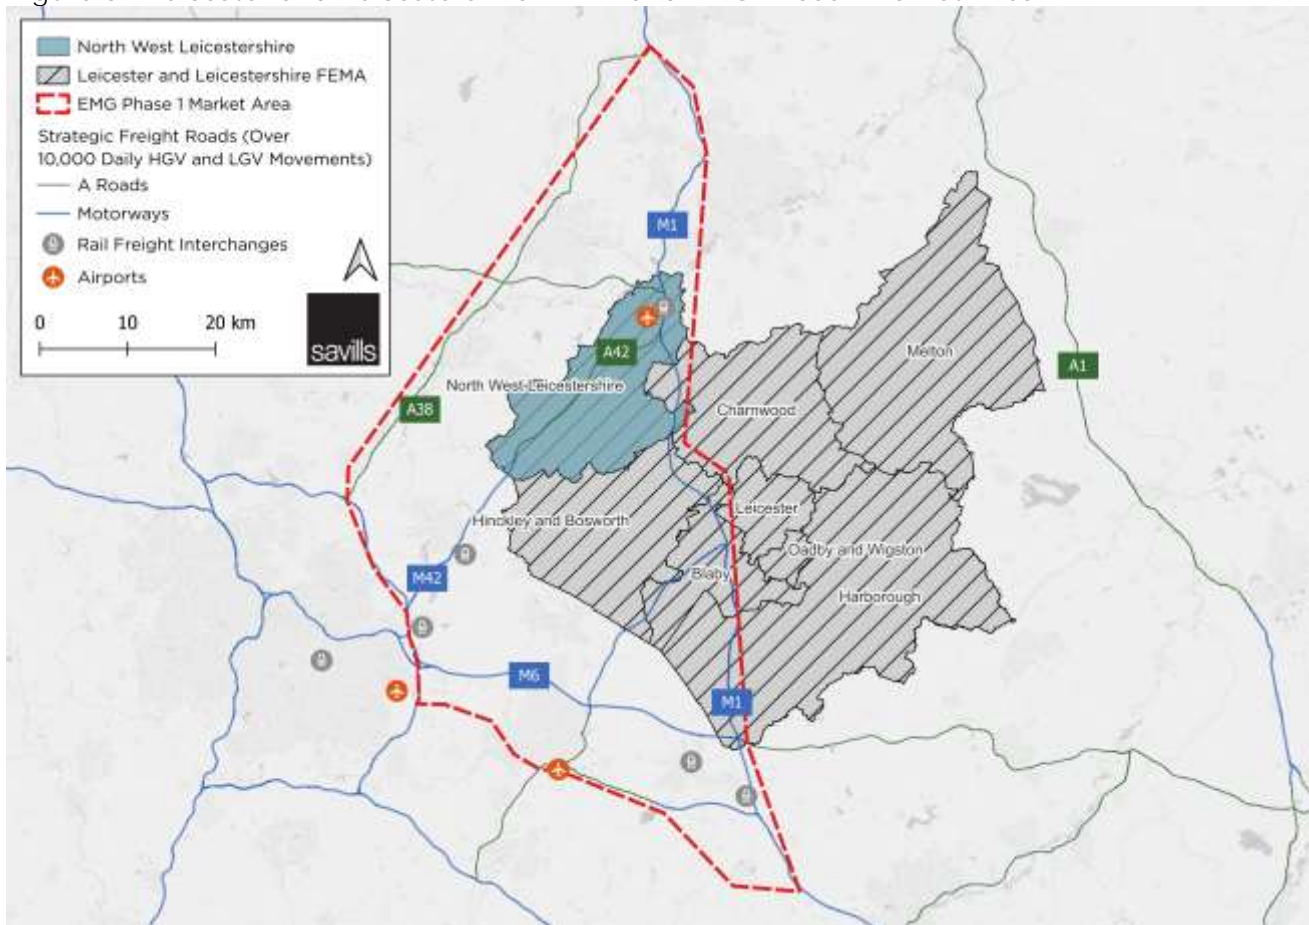 North West Leicestershire
Leicester and Leicestershire FEMA
EMG Phase 1 Market Area
Strategic Freight Roads (Over
10,000 Daily HGV and LGV Movements)
A Roads
Motorways
Rail Freight Interchanges
Airports
0 10 20 km
savills
M1
A42
Melton
A1
North West Leicestershire
A38
Charnwood
Leicester
Hinckley and Bosworth
Oadby and Wigston
M42
Blaby
Harborough
M6
M1